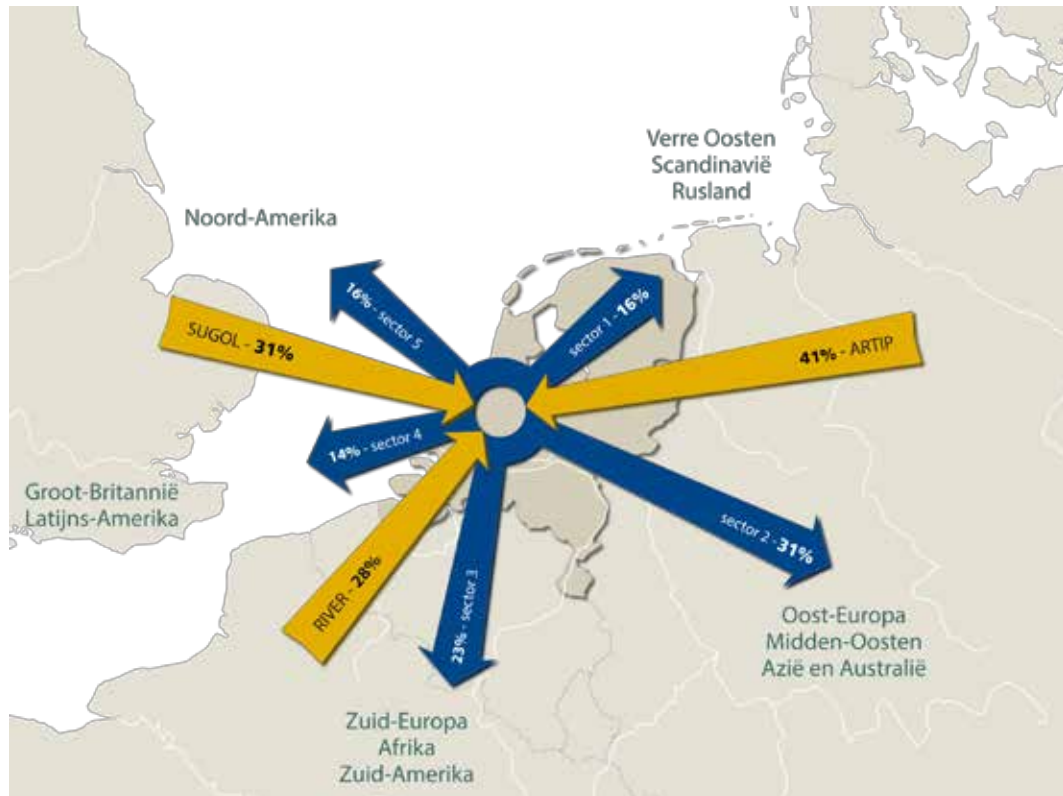 Verre Oosten
Scandinavië
Rusland
Noord-Amerika
16% - sector 5
sector 1 - 16%
SUGOL - 31%
41% - ARTIP
14% - sector 4
Groot-Britannië
Latijns-Amerika
RIVER - 28%
23% - sector 3
sector 2 - 31%
Oost-Europa
Midden-Oosten
Azië en Australië
Zuid-Europa
Afrika
Zuid-Amerika